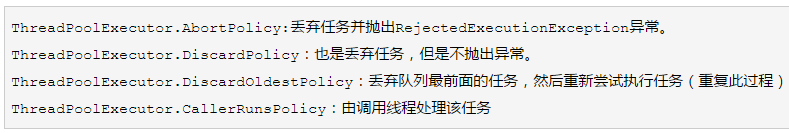 ThreadPoolExecutor.AbortPolicy:丢弃任务并抛出RejectedExecutionException异常。
ThreadPoolExecutor.DiscardPolicy：也是丢弃任务，但是不抛出异常。
ThreadPoolExecutor.DiscardOldestPolicy：丢弃队列最前面的任务，然后重新尝试执行任务（重复此过程）
ThreadPoolExecutor.CallerRunsPolicy：由调用线程处理该任务